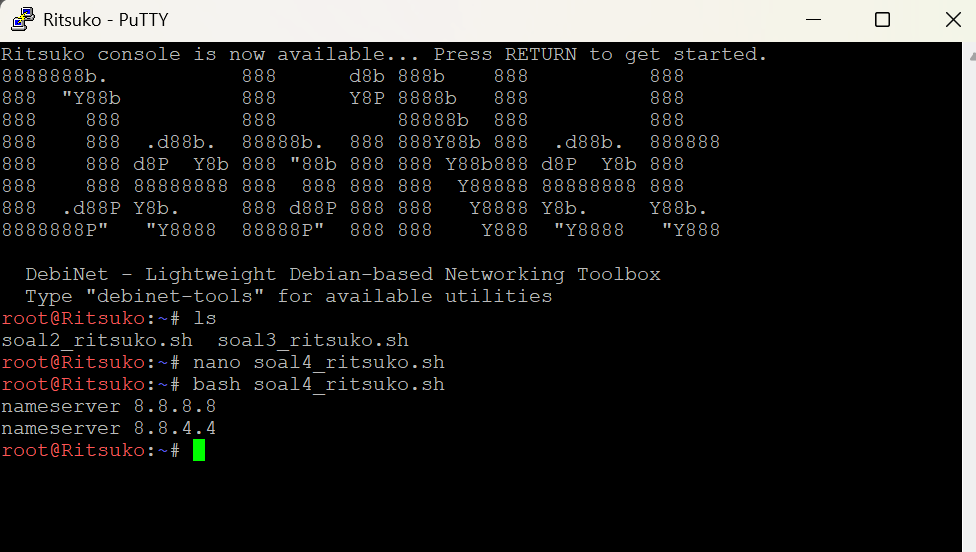 Ritsuko - PuTTY
Ritsuko console is now available... Press RETURN to get started.
8888888b.            888      d8b 888b    888          888
888  "Y88b           888      Y8P 8888b   888          888
888    888           888          88888b  888          888
888    888  .d88b.  88888b.  888 888Y88b 888  .d88b.  888888
888    888 d8P  Y8b 888 "88b 888 888 Y88b888 d8P  Y8b 888
888    888 88888888 888  888 888 888  Y88888 88888888 888
888  .d88P Y8b.     888 d88P 888 888   Y8888 Y8b.     Y88b.
8888888P"   "Y8888  88888P"  888 888    Y888  "Y8888   "Y888
DebiNet – Lightweight Debian-based Networking Toolbox
Type "debinet-tools" for available utilities
root@Ritsuko:~# ls
soal2_ritsuko.sh  soal3_ritsuko.sh
root@Ritsuko:~# nano soal4_ritsuko.sh
root@Ritsuko:~# bash soal4_ritsuko.sh
nameserver 8.8.8.8
nameserver 8.8.4.4
root@Ritsuko:~#